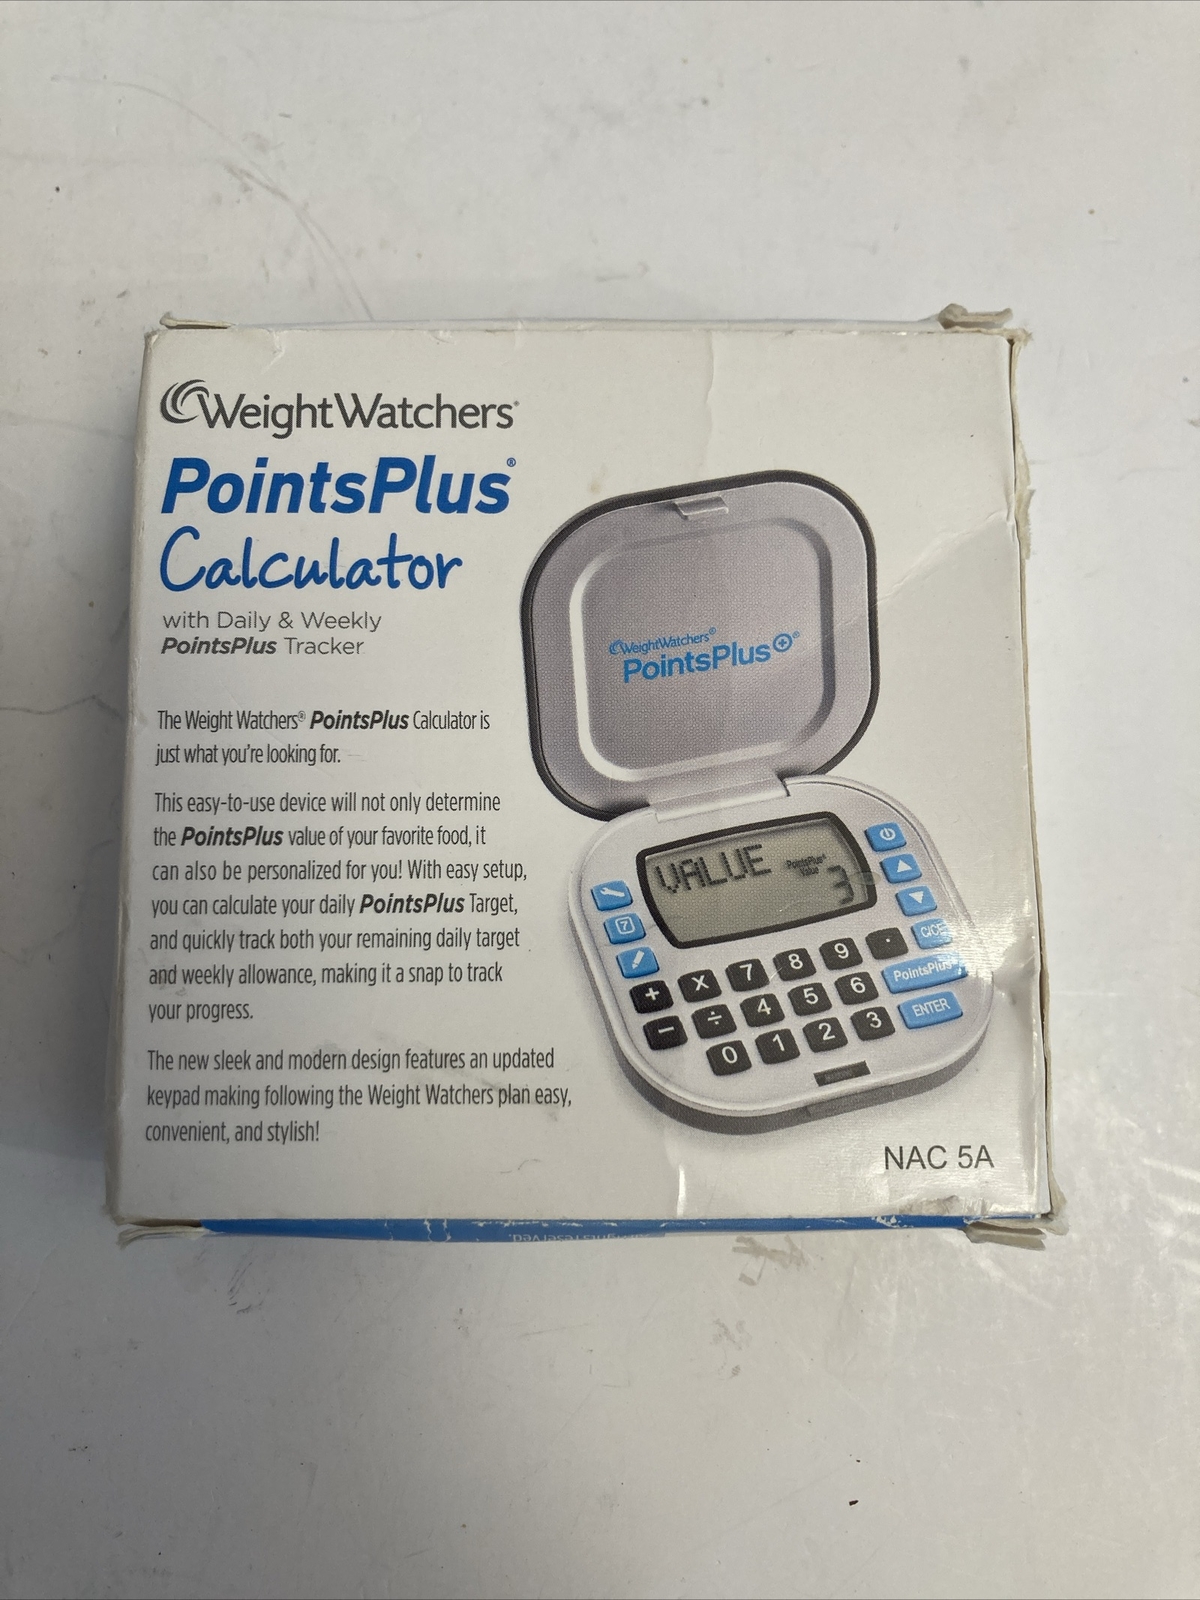 WeightWatchers®
PointsPlus®
Calculator
with Daily & Weekly
PointsPlus Tracker
The Weight Watchers® PointsPlus Calculator is
just what you're looking for.
This easy-to-use device will not only determine
the PointsPlus value of your favorite food, it
can also be personalized for you! With easy setup,
you can calculate your daily PointsPlus Target,
and quickly track both your remaining daily target
and weekly allowance, making it a snap to track
your progress.
The new sleek and modern design features an updated
keypad making following the Weight Watchers plan easy,
convenient, and stylish!
WeightWatchers®
PointsPlus®
VALUE
PointsPlus®
Value
3
7
C/CE
+ x 7 8 9 .
PointsPlus
− ÷ 4 5 6
ENTER
0 1 2 3
NAC 5A
reserved.